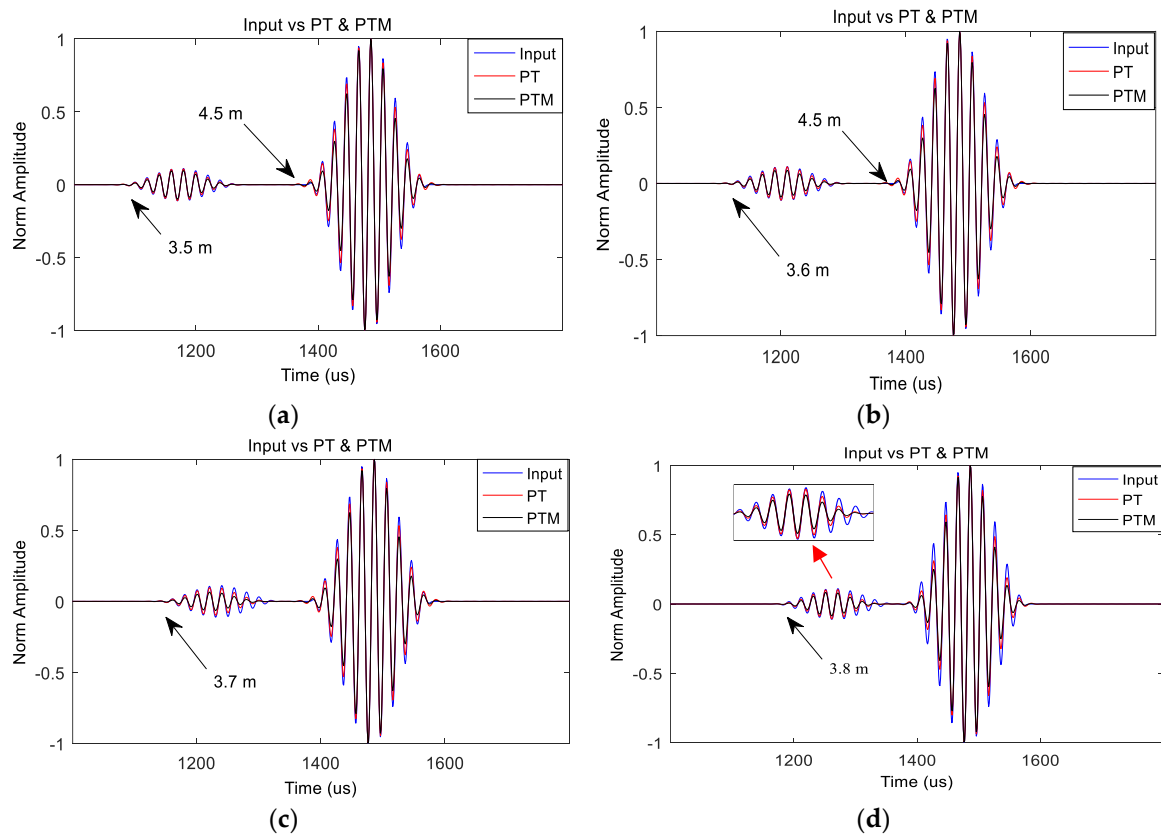 Input vs PT & PTM
1
0.5
0
-0.5
-1
Norm Amplitude
4.5 m
3.5 m
Input
PT
PTM
1200
1400
1600
Time (us)
(a)
Input vs PT & PTM
1
0.5
0
-0.5
-1
Norm Amplitude
4.5 m
3.6 m
Input
PT
PTM
1200
1400
1600
Time (us)
(b)
Input vs PT & PTM
1
0.5
0
-0.5
-1
Norm Amplitude
3.7 m
Input
PT
PTM
1200
1400
1600
Time (us)
(c)
Input vs PT & PTM
1
0.5
0
-0.5
-1
Norm Amplitude
3.8 m
Input
PT
PTM
1200
1400
1600
Time (us)
(d)